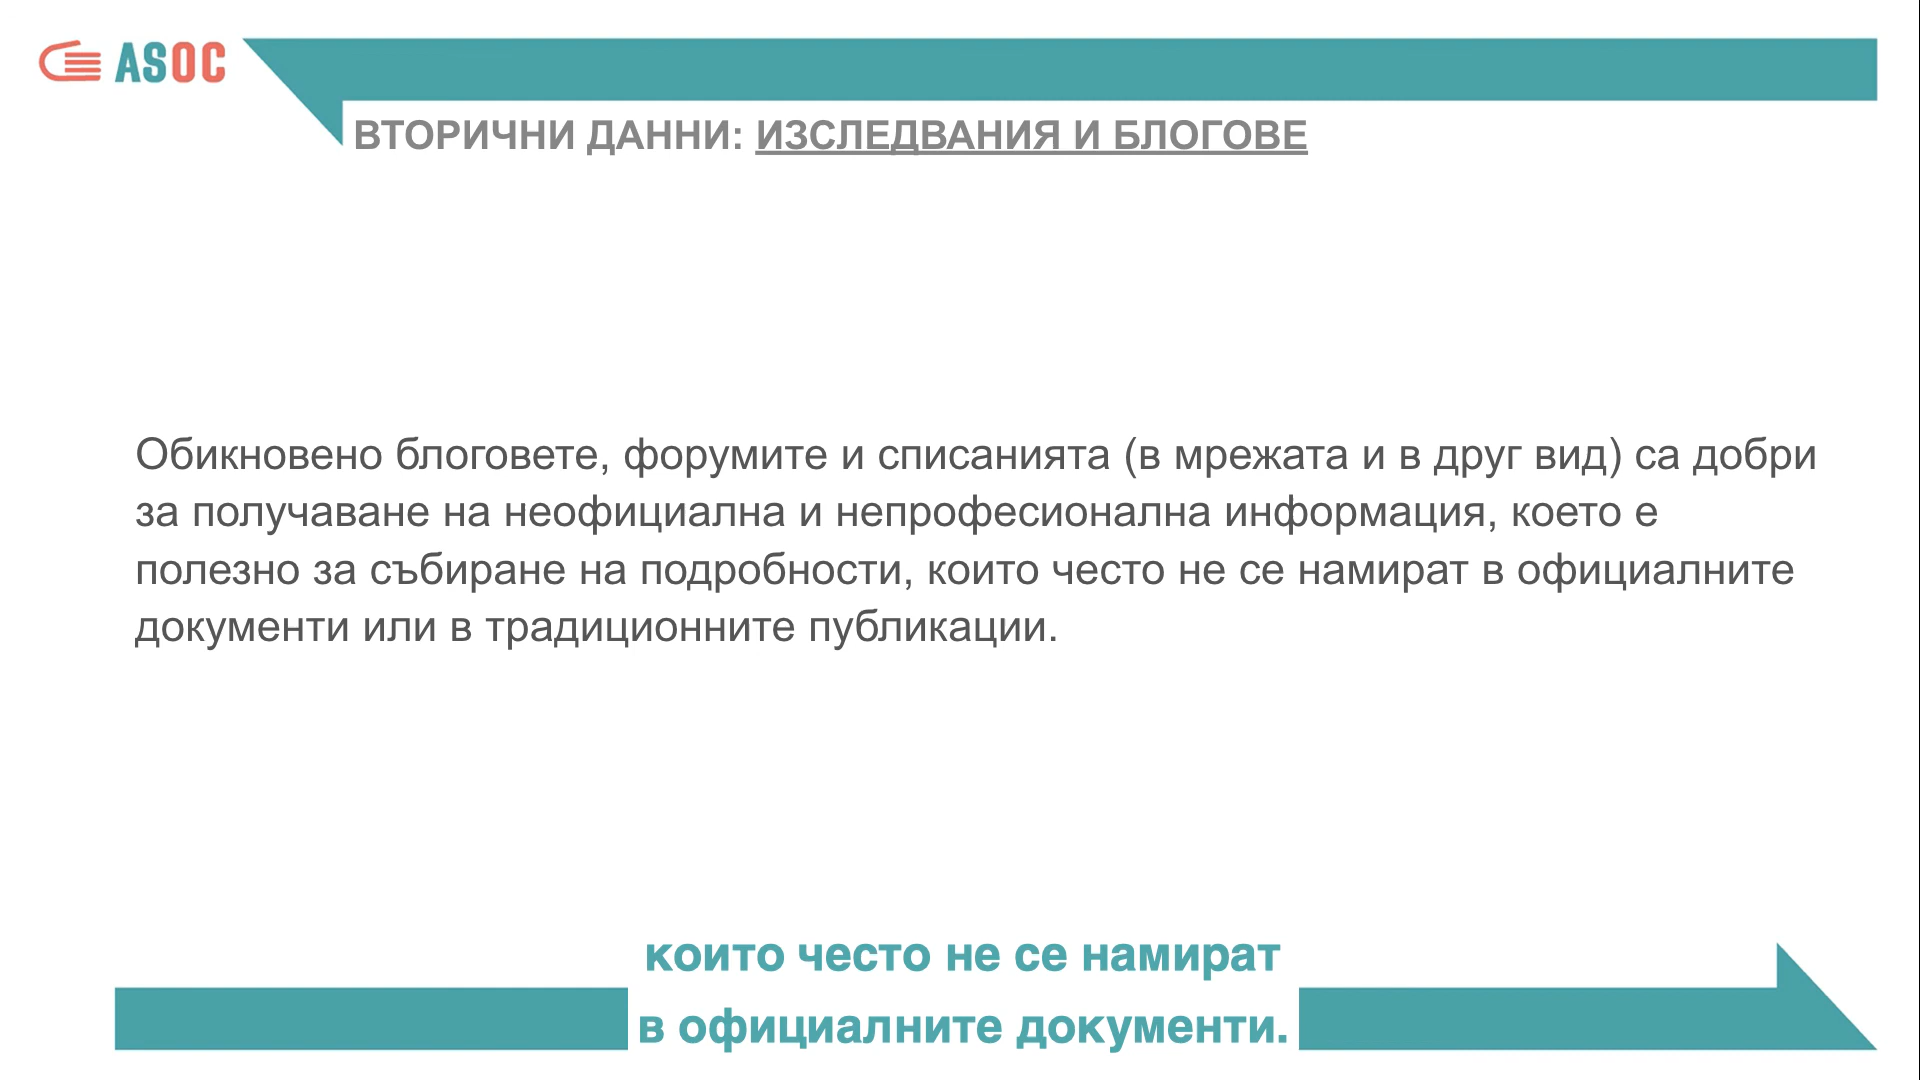 ASOC
ВТОРИЧНИ ДАННИ: ИЗСЛЕДВАНИЯ И БЛОГОВЕ
Обикновено блоговете, форумите и списанията (в мрежата и в друг вид) са добри
за получаване на неофициална и непрофесионална информация, което е
полезно за събиране на подробности, които често не се намират в официалните
документи или в традиционните публикации.
които често не се намират
в официалните документи.